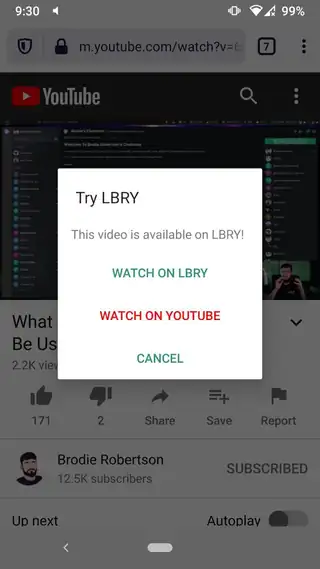 9:30
99%
m.youtube.com/watch?v=
7
YouTube
Try LBRY
This video is available on LBRY!
WATCH ON LBRY
WATCH ON YOUTUBE
CANCEL
What
Be Us
2.2K view
171
2
Share
Save
Report
Brodie Robertson
12.5K subscribers
SUBSCRIBED
Up next
Autoplay